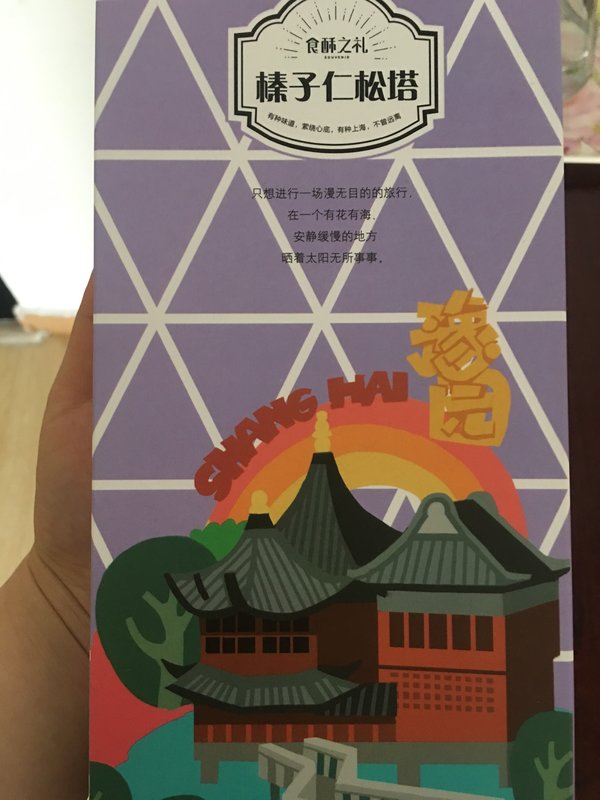 食酥之礼
SOUVENIR
榛子仁松塔
有种味道，萦绕心底，有种上海，不曾远离
只想进行一场漫无目的的旅行，
在一个有花有海、
安静缓慢的地方
晒着太阳无所事事。
豫园
SHANG HAI